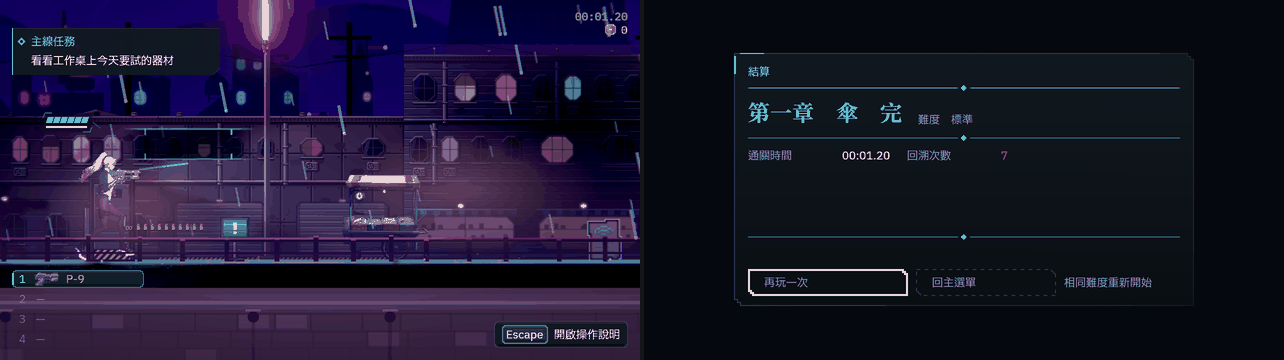 00:01.20
0
主線任務
看看工作桌上今天要試的器材
!
1 P-9
2 —
3 —
4 —
Escape 開啟操作說明
結算
第一章 傘 完 難度 標準
通關時間 00:01.20 回溯次數 7
再玩一次 回主選單 相同難度重新開始